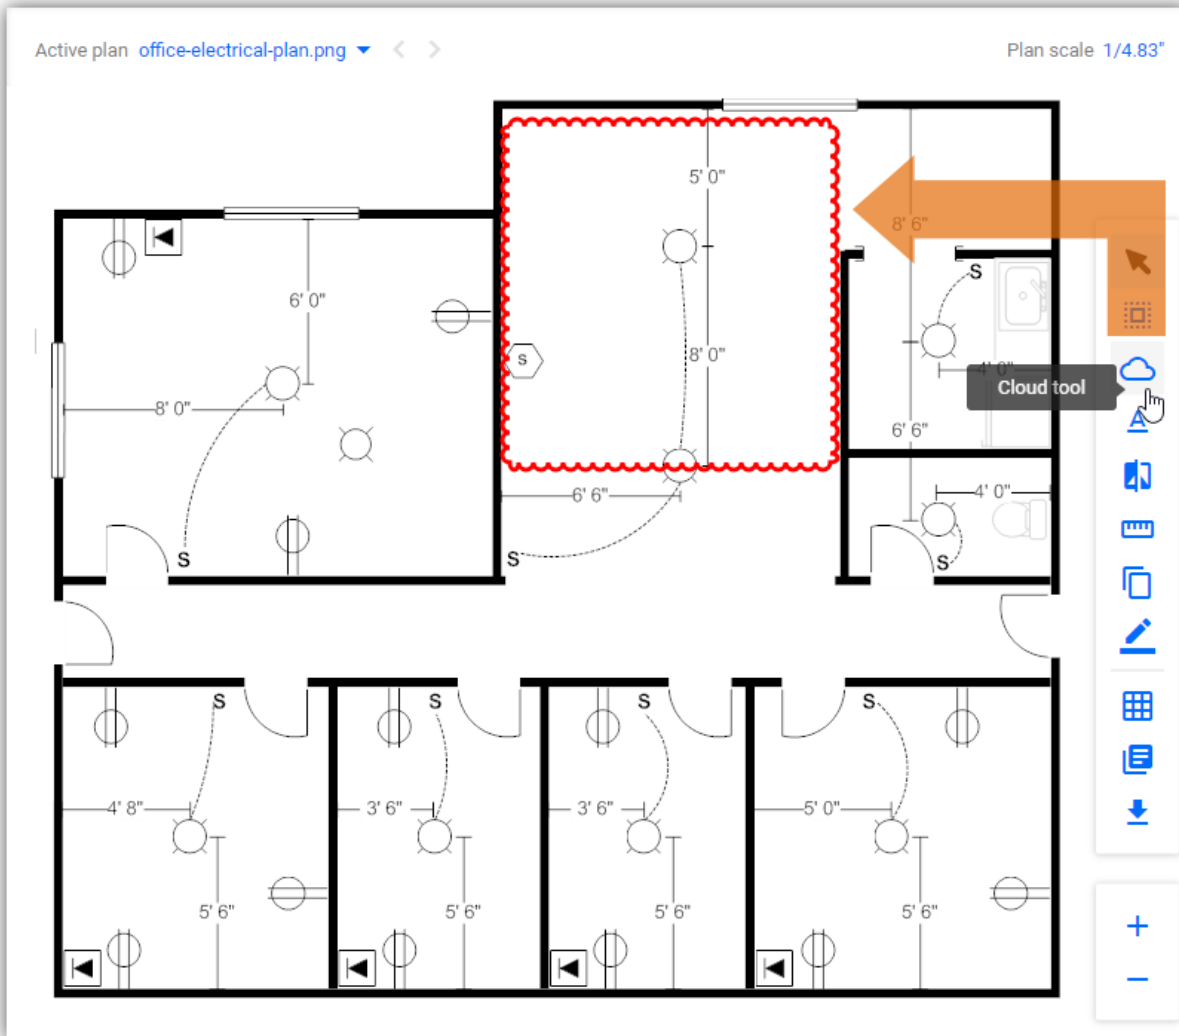 Active plan office-electrical-plan.png
Plan scale 1/4.83"
5' 0"
8' 6"
S
6' 0"
S
8' 0"
4' 0"
Cloud tool
8' 0"
A
6' 6"
6' 6"
4' 0"
S
S
S
S
S
S
S
4' 8"
3' 6"
3' 6"
5' 0"
5' 6"
5' 6"
5' 6"
5' 6"